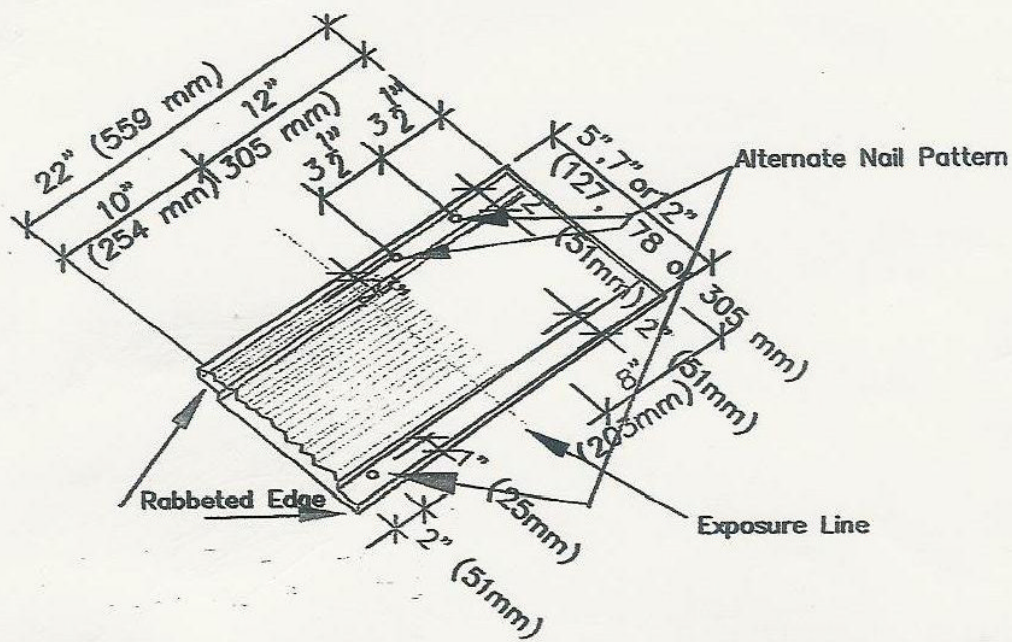 22" (559 mm)
12"
305 mm)
10"
(254 mm)
3 1/2"
3 1/2"
5", 7" or 12"
(127, 178 or 305 mm)
Alternate Nail Pattern
2"
(51mm)
2"
(51mm)
8"
(203mm)
1"
(25mm)
2"
(51mm)
Rabbeted Edge
Exposure Line